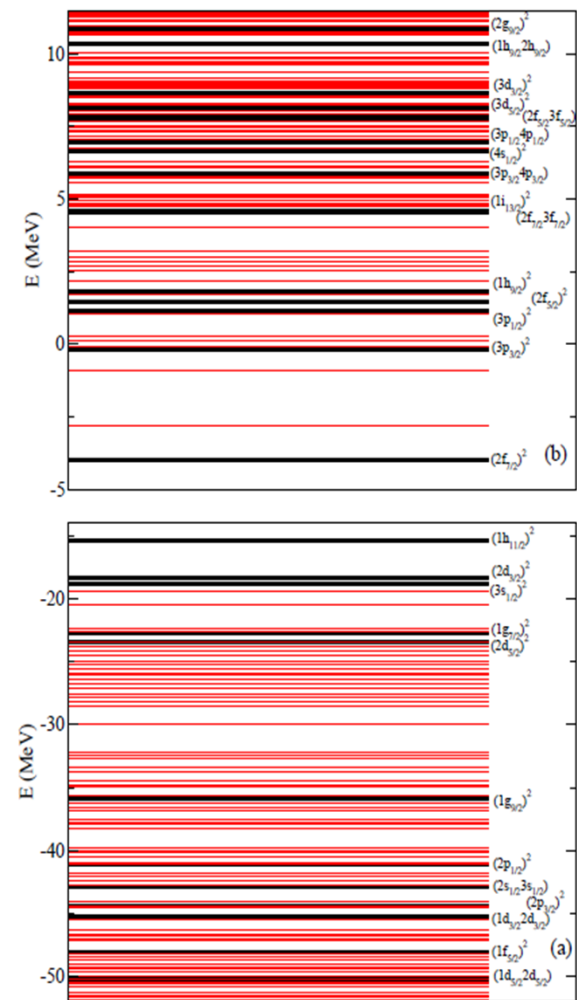 10
5
0
-5
E (MeV)
(2g₉/₂)²
(1h₉/₂2h₉/₂)
(3d₃/₂)²
(3d₅/₂)²
(2f₅/₂3f₅/₂)
(3p₁/₂4p₁/₂)
(4s₁/₂)²
(3p₃/₂4p₃/₂)
(1i₁₃/₂)²
(2f₇/₂3f₇/₂)
(1h₉/₂)²
(2f₅/₂)²
(3p₁/₂)²
(3p₃/₂)²
(2f₇/₂)²
(b)
-20
-30
-40
-50
E (MeV)
(1h₁₁/₂)²
(2d₃/₂)²
(3s₁/₂)²
(1g₇/₂)²
(2d₅/₂)²
(1g₉/₂)²
(2p₁/₂)²
(2s₁/₂3s₁/₂)
(2p₃/₂)²
(1d₃/₂2d₃/₂)
(1f₅/₂)²
(a)
(1d₅/₂2d₅/₂)